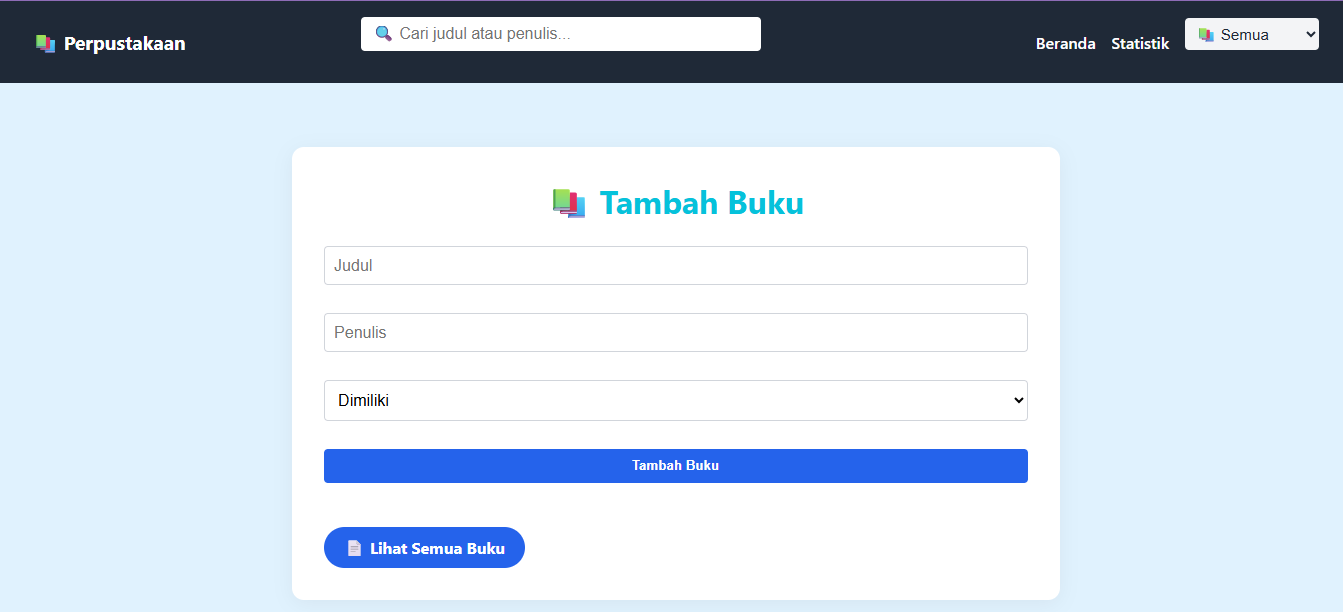 📚 Perpustakaan
🔍 Cari judul atau penulis...
Beranda
Statistik
📚 Semua
📚 Tambah Buku
Judul
Penulis
Dimiliki
Tambah Buku
📄 Lihat Semua Buku